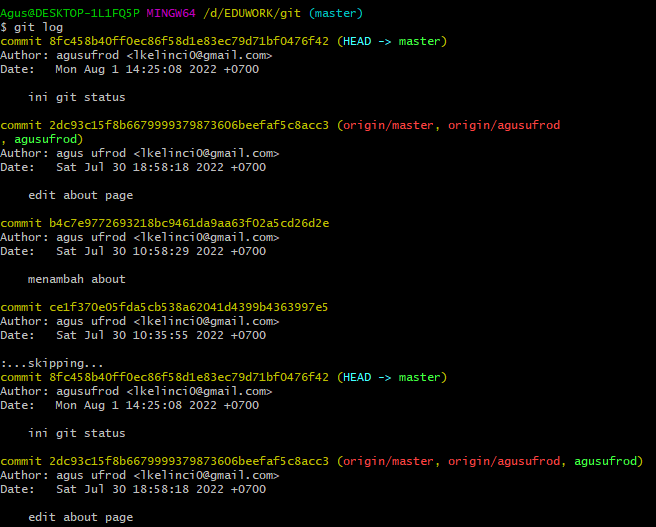 Agus@DESKTOP-1L1FQ5P MINGW64 /d/EDUWORK/git (master)
$ git log
commit 8fc458b40ff0ec86f58d1e83ec79d71bf0476f42 (HEAD -> master)
Author: agusufrod <lkelinci0@gmail.com>
Date:   Mon Aug 1 14:25:08 2022 +0700

    ini git status

commit 2dc93c15f8b6679999379873606beefaf5c8acc3 (origin/master, origin/agusufrod
, agusufrod)
Author: agus ufrod <lkelinci0@gmail.com>
Date:   Sat Jul 30 18:58:18 2022 +0700

    edit about page

commit b4c7e9772693218bc9461da9aa63f02a5cd26d2e
Author: agus ufrod <lkelinci0@gmail.com>
Date:   Sat Jul 30 10:58:29 2022 +0700

    menambah about

commit ce1f370e05fda5cb538a62041d4399b4363997e5
Author: agus ufrod <lkelinci0@gmail.com>
Date:   Sat Jul 30 10:35:55 2022 +0700

:...skipping...
commit 8fc458b40ff0ec86f58d1e83ec79d71bf0476f42 (HEAD -> master)
Author: agusufrod <lkelinci0@gmail.com>
Date:   Mon Aug 1 14:25:08 2022 +0700

    ini git status

commit 2dc93c15f8b6679999379873606beefaf5c8acc3 (origin/master, origin/agusufrod, agusufrod)
Author: agus ufrod <lkelinci0@gmail.com>
Date:   Sat Jul 30 18:58:18 2022 +0700

    edit about page